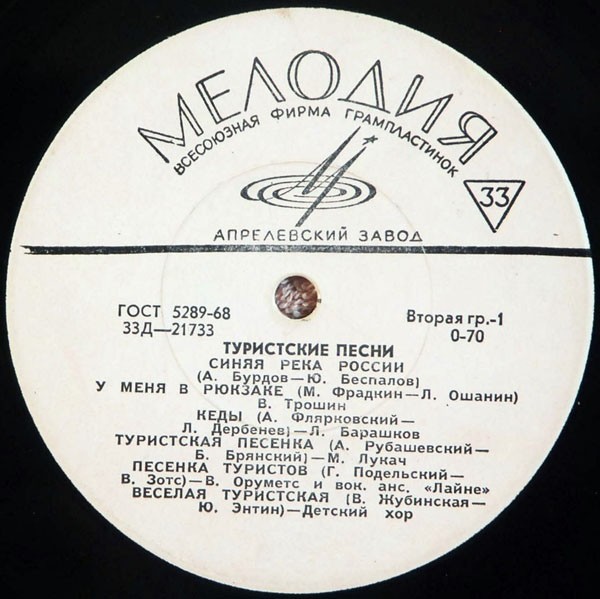 МЕЛОДИЯ
ВСЕСОЮЗНАЯ ФИРМА ГРАМПЛАСТИНОК
33
АПРЕЛЕВСКИЙ ЗАВОД
ГОСТ 5289-68
33Д—21733
Вторая гр.-1
0-70
ТУРИСТСКИЕ ПЕСНИ
СИНЯЯ РЕКА РОССИИ
(А. Бурдов—Ю. Беспалов)
У МЕНЯ В РЮКЗАКЕ (М. Фрадкин—Л. Ошанин)
В. Трошин
КЕДЫ (А. Флярковский-
Л. Дербенев)—Л. Барашков
ТУРИСТСКАЯ ПЕСЕНКА (А. Рубашевский—
Б. Брянский)—М. Лукач
ПЕСЕНКА ТУРИСТОВ (Г. Подельский—
В. Зотс)—В. Оруметс и вок. анс. «Лайне»
ВЕСЕЛАЯ ТУРИСТСКАЯ (В. Жубинская—
Ю. Энтин)—Детский хор